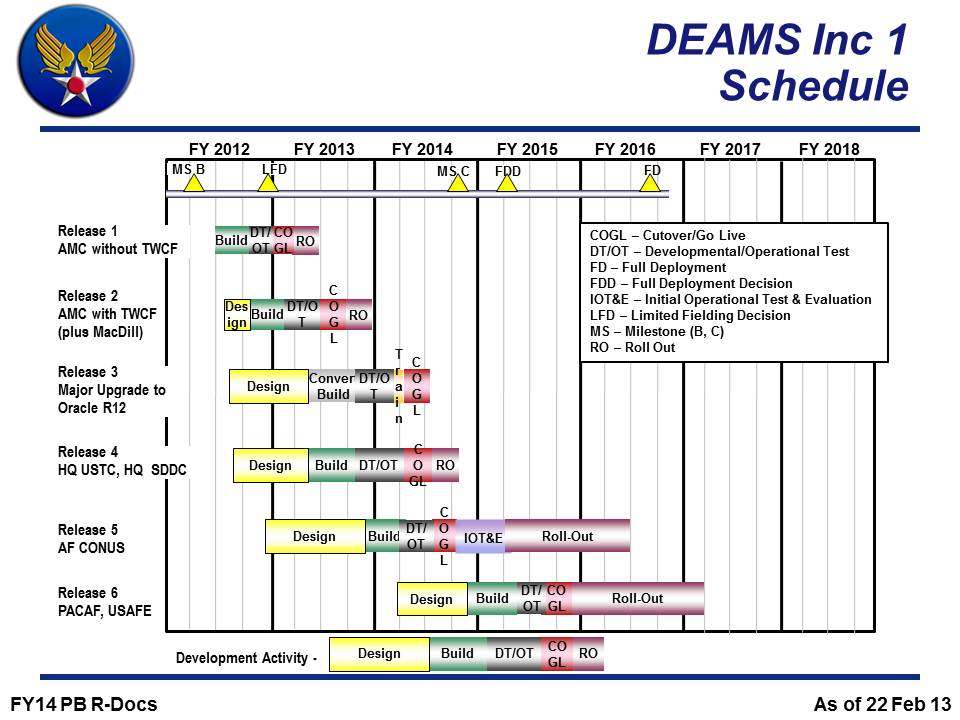 DEAMS Inc 1
Schedule
FY 2012 FY 2013 FY 2014 FY 2015 FY 2016 FY 2017 FY 2018
MS B LFD MS C FDD FD
Release 1
AMC without TWCF
Build DT/OT COGL RO
Release 2
AMC with TWCF
(plus MacDill)
Design Build DT/OT COGL RO
Release 3
Major Upgrade to
Oracle R12
Design Conver Build DT/OT Train COGL
Release 4
HQ USTC, HQ SDDC
Design Build DT/OT COGL RO
Release 5
AF CONUS
Design Build DT/OT COGL IOT&E Roll-Out
Release 6
PACAF, USAFE
Design Build DT/OT COGL Roll-Out
COGL – Cutover/Go Live
DT/OT – Developmental/Operational Test
FD – Full Deployment
FDD – Full Deployment Decision
IOT&E – Initial Operational Test & Evaluation
LFD – Limited Fielding Decision
MS – Milestone (B, C)
RO – Roll Out
Development Activity -
Design Build DT/OT COGL RO
FY14 PB R-Docs
As of 22 Feb 13